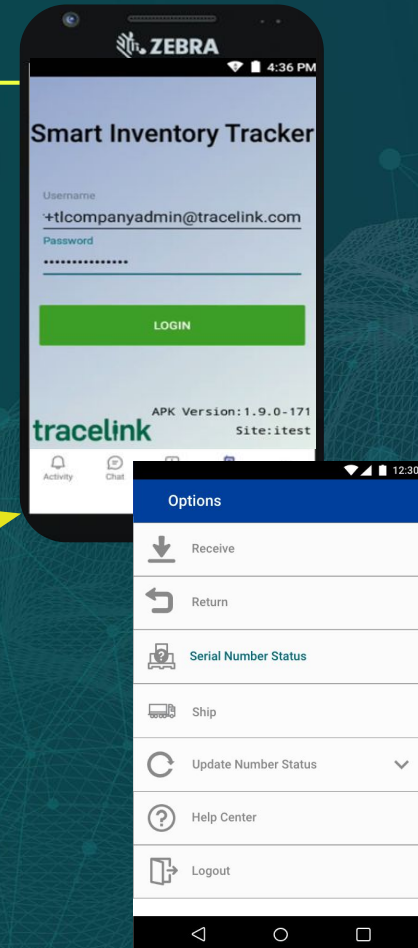 ZEBRA
4:36 PM
Smart Inventory Tracker
Username
+tlcompanyadmin@tracelink.com
Password
LOGIN
APK Version:1.9.0-171
tracelink
Site:itest
Activity
Chat
12:30
Options
Receive
Return
Serial Number Status
Ship
Update Number Status
Help Center
Logout